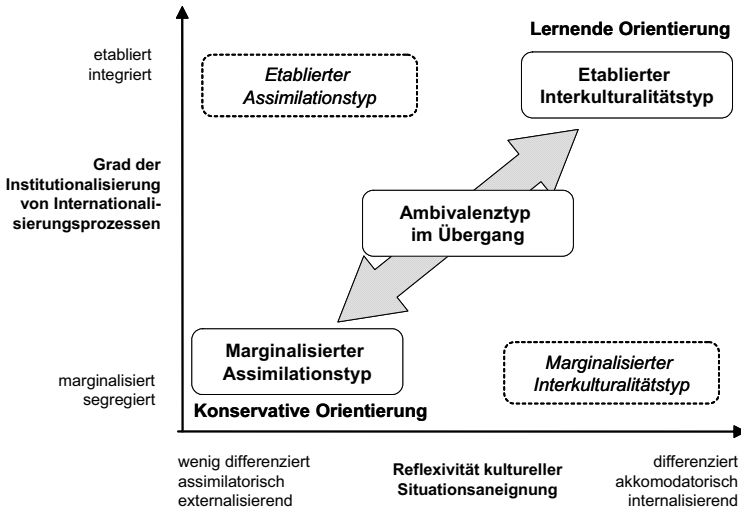 Lernende Orientierung
etabliert
integriert
Etablierter
Assimilationstyp
Etablierter
Interkulturalitätstyp
Grad der
Institutionalisierung
von Internationali-
sierungsprozessen
Ambivalenztyp
im Übergang
Marginalisierter
Assimilationstyp
Marginalisierter
Interkulturalitätstyp
marginalisiert
segregiert
Konservative Orientierung
wenig differenziert
assimilatorisch
externalisierend
Reflexivität kultureller
Situationsaneignung
differenziert
akkomodatorisch
internalisierend